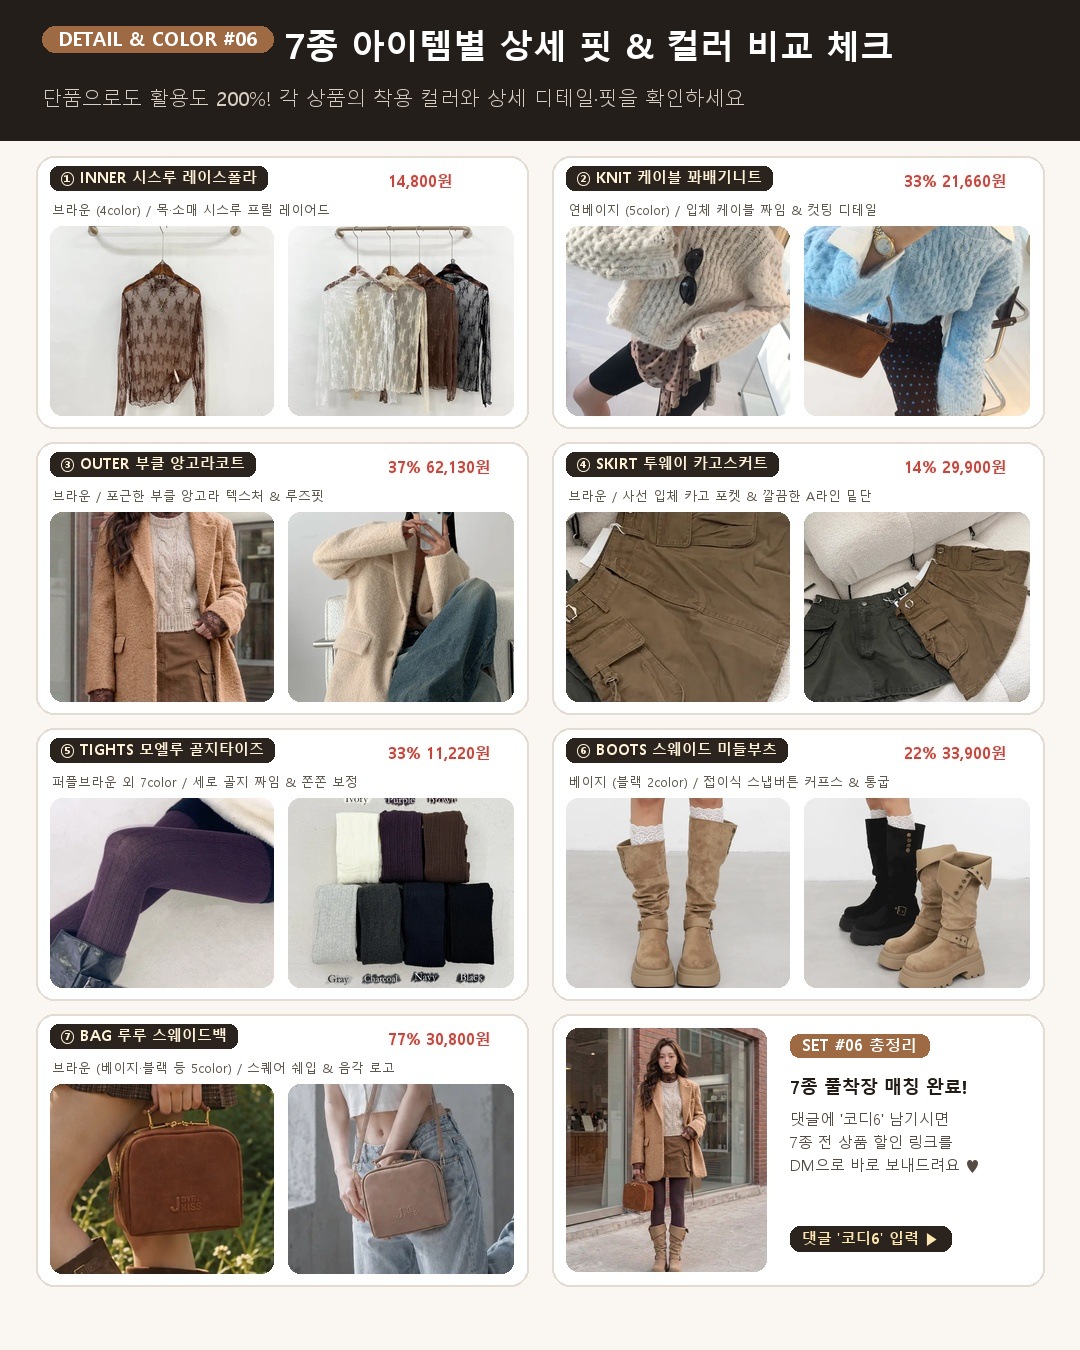 DETAIL & COLOR #06
7종 아이템별 상세 핏 & 컬러 비교 체크
단품으로도 활용도 200%! 각 상품의 착용 컬러와 상세 디테일·핏을 확인하세요
① INNER 시스루 레이스폴라
14,800원
브라운 (4color) / 목·소매 시스루 프릴 레이어드
② KNIT 케이블 꽈배기니트
33% 21,660원
연베이지 (5color) / 입체 케이블 짜임 & 컷팅 디테일
③ OUTER 부클 앙고라코트
37% 62,130원
브라운 / 포근한 부클 앙고라 텍스처 & 루즈핏
④ SKIRT 투웨이 카고스커트
14% 29,900원
브라운 / 사선 입체 카고 포켓 & 깔끔한 A라인 밑단
⑤ TIGHTS 모엘루 골지타이즈
33% 11,220원
퍼플브라운 외 7color / 세로 골지 짜임 & 쫀쫀 보정
Ivory Purple Brown
Gray Charcoal Navy Black
⑥ BOOTS 스웨이드 미들부츠
22% 33,900원
베이지 (블랙 2color) / 접이식 스냅버튼 커프스 & 통굽
⑦ BAG 루루 스웨이드백
77% 30,800원
브라운 (베이지·블랙 등 5color) / 스퀘어 쉐입 & 음각 로고
SET #06 총정리
7종 풀착장 매칭 완료!
댓글에 '코디6' 남기시면
7종 전 상품 할인 링크를
DM으로 바로 보내드려요 ♥
댓글 '코디6' 입력 ▶